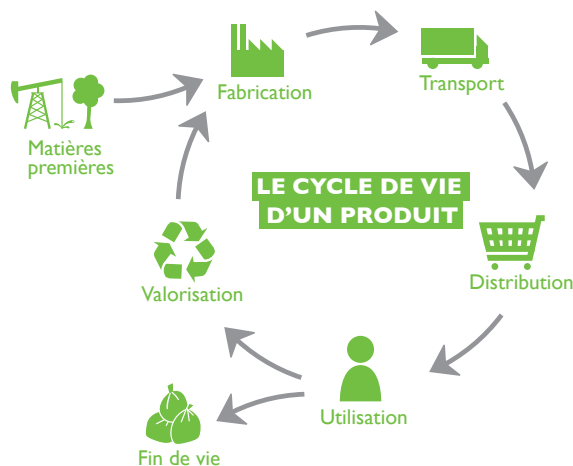 Fabrication
Transport
Matières
premières
LE CYCLE DE VIE
D'UN PRODUIT
Distribution
Valorisation
Utilisation
Fin de vie